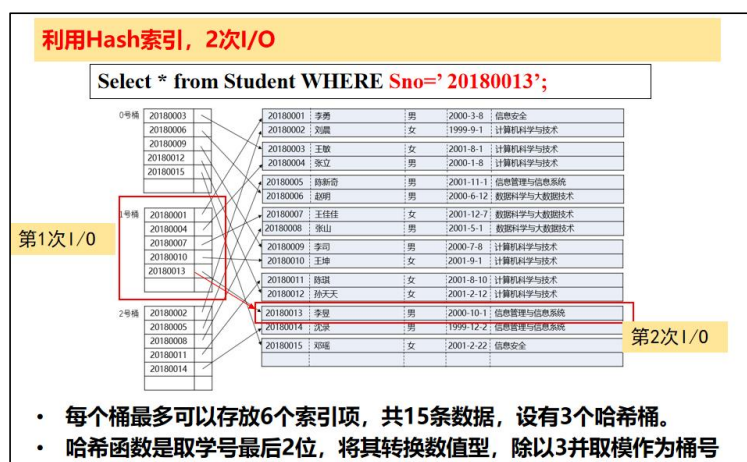 利用Hash索引，2次I/O
Select * from Student WHERE Sno=’ 20180013’;
0号桶
20180003
20180006
20180009
20180012
20180015
1号桶
20180001
20180004
20180007
20180010
20180013
2号桶
20180002
20180005
20180008
20180011
20180014
20180001 李勇 男 2000-3-8 信息安全
20180002 刘晨 女 1999-9-1 计算机科学与技术
20180003 王敏 女 2001-8-1 计算机科学与技术
20180004 张立 男 2000-1-8 计算机科学与技术
20180005 陈新奇 男 2001-11-1 信息管理与信息系统
20180006 赵明 男 2000-6-12 数据科学与大数据技术
20180007 王佳佳 女 2001-12-7 数据科学与大数据技术
20180008 张山 男 2001-5-1 数据科学与大数据技术
20180009 李司 男 2000-7-8 计算机科学与技术
20180010 王坤 女 2001-9-1 计算机科学与技术
20180011 陈琪 女 2001-8-10 计算机科学与技术
20180012 孙天天 女 2001-2-12 计算机科学与技术
20180013 李昱 男 2000-10-1 信息管理与信息系统
20180014 沈录 男 1999-12-2 信息管理与信息系统
20180015 邓瑶 女 2001-2-22 信息安全
第1次I/O
第2次I/O
• 每个桶最多可以存放6个索引项，共15条数据，设有3个哈希桶。
• 哈希函数是取学号最后2位，将其转换数值型，除以3并取模作为桶号